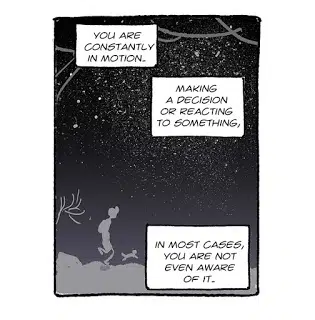 YOU ARE
CONSTANTLY
IN MOTION..
MAKING
A DECISION
OR REACTING
TO SOMETHING,
IN MOST CASES,
YOU ARE NOT
EVEN AWARE
OF IT..